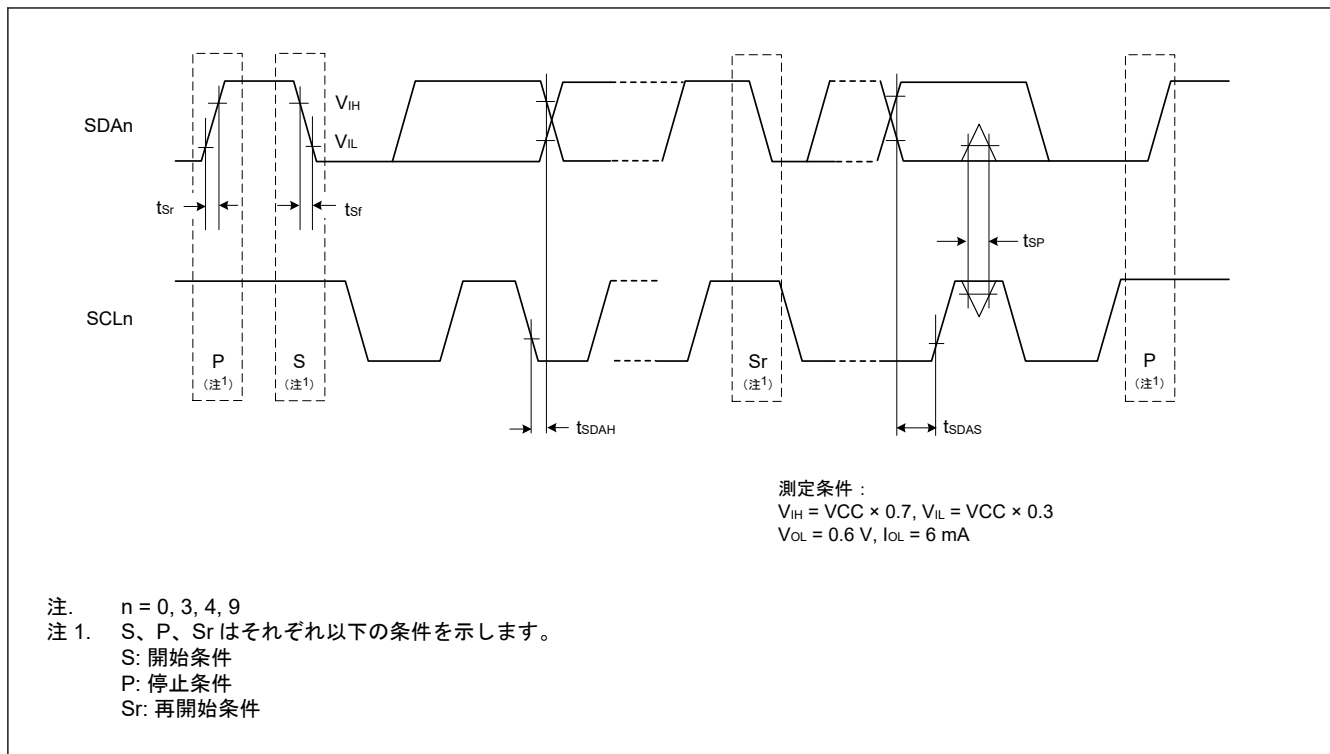 SDAn
VIH
VIL
tSr
tSf
tSP
SCLn
P
(注1)
S
(注1)
Sr
(注1)
P
(注1)
tSDAH
tSDAS
測定条件：
VIH = VCC × 0.7, VIL = VCC × 0.3
VOL = 0.6 V, IOL = 6 mA
注. n = 0, 3, 4, 9
注 1. S、P、Sr はそれぞれ以下の条件を示します。
S: 開始条件
P: 停止条件
Sr: 再開始条件